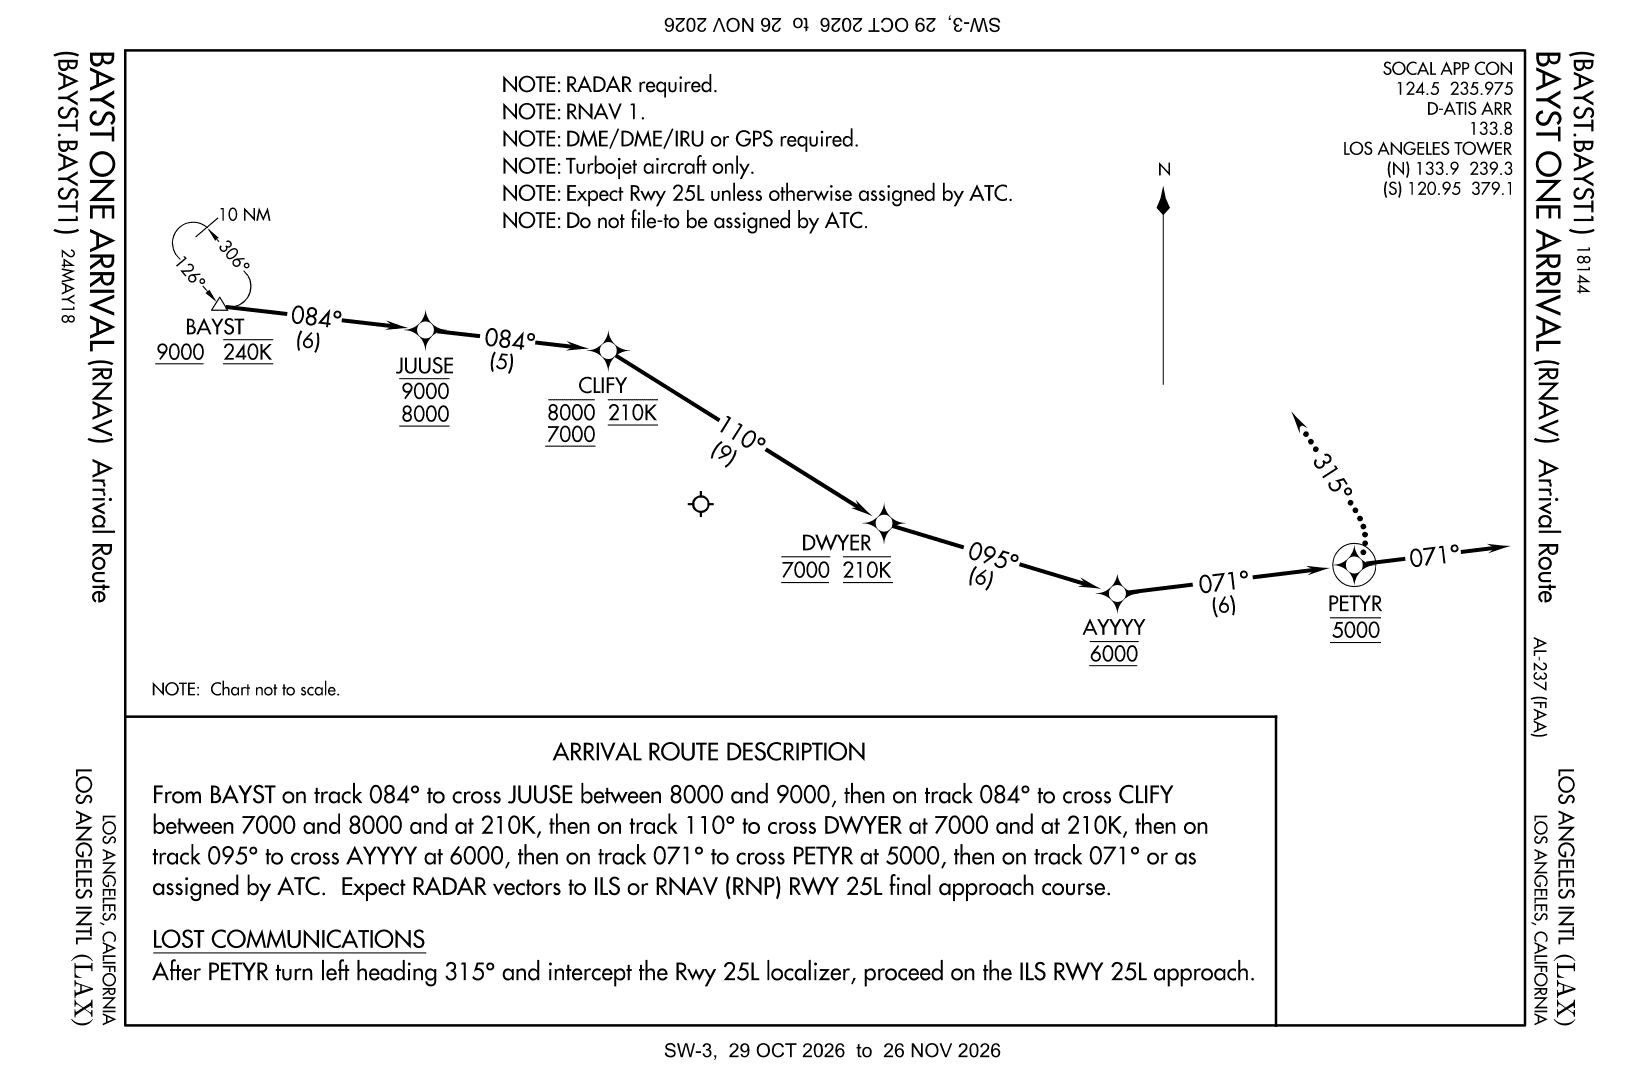 SW-3, 29 OCT 2026 to 26 NOV 2026
(BAYST.BAYST1) 24MAY18
BAYST ONE ARRIVAL (RNAV) Arrival Route
LOS ANGELES INTL (LAX)
LOS ANGELES, CALIFORNIA
NOTE: RADAR required.
NOTE: RNAV 1.
NOTE: DME/DME/IRU or GPS required.
NOTE: Turbojet aircraft only.
NOTE: Expect Rwy 25L unless otherwise assigned by ATC.
NOTE: Do not file-to be assigned by ATC.
SOCAL APP CON
124.5 235.975
D-ATIS ARR
133.8
LOS ANGELES TOWER
(N) 133.9 239.3
(S) 120.95 379.1
N
10 NM
306°
126°
BAYST
9000 240K
084°
(6)
JUUSE
9000
8000
084°
(5)
CLIFY
8000 210K
7000
110°
(9)
DWYER
7000 210K
095°
(6)
AYYYY
6000
071°
(6)
PETYR
5000
315°
071°
NOTE: Chart not to scale.
ARRIVAL ROUTE DESCRIPTION
From BAYST on track 084° to cross JUUSE between 8000 and 9000, then on track 084° to cross CLIFY
between 7000 and 8000 and at 210K, then on track 110° to cross DWYER at 7000 and at 210K, then on
track 095° to cross AYYYY at 6000, then on track 071° to cross PETYR at 5000, then on track 071° or as
assigned by ATC. Expect RADAR vectors to ILS or RNAV (RNP) RWY 25L final approach course.
LOST COMMUNICATIONS
After PETYR turn left heading 315° and intercept the Rwy 25L localizer, proceed on the ILS RWY 25L approach.
(BAYST.BAYST1) 18144
BAYST ONE ARRIVAL (RNAV) Arrival Route
AL-237 (FAA)
LOS ANGELES INTL (LAX)
LOS ANGELES, CALIFORNIA
SW-3, 29 OCT 2026 to 26 NOV 2026